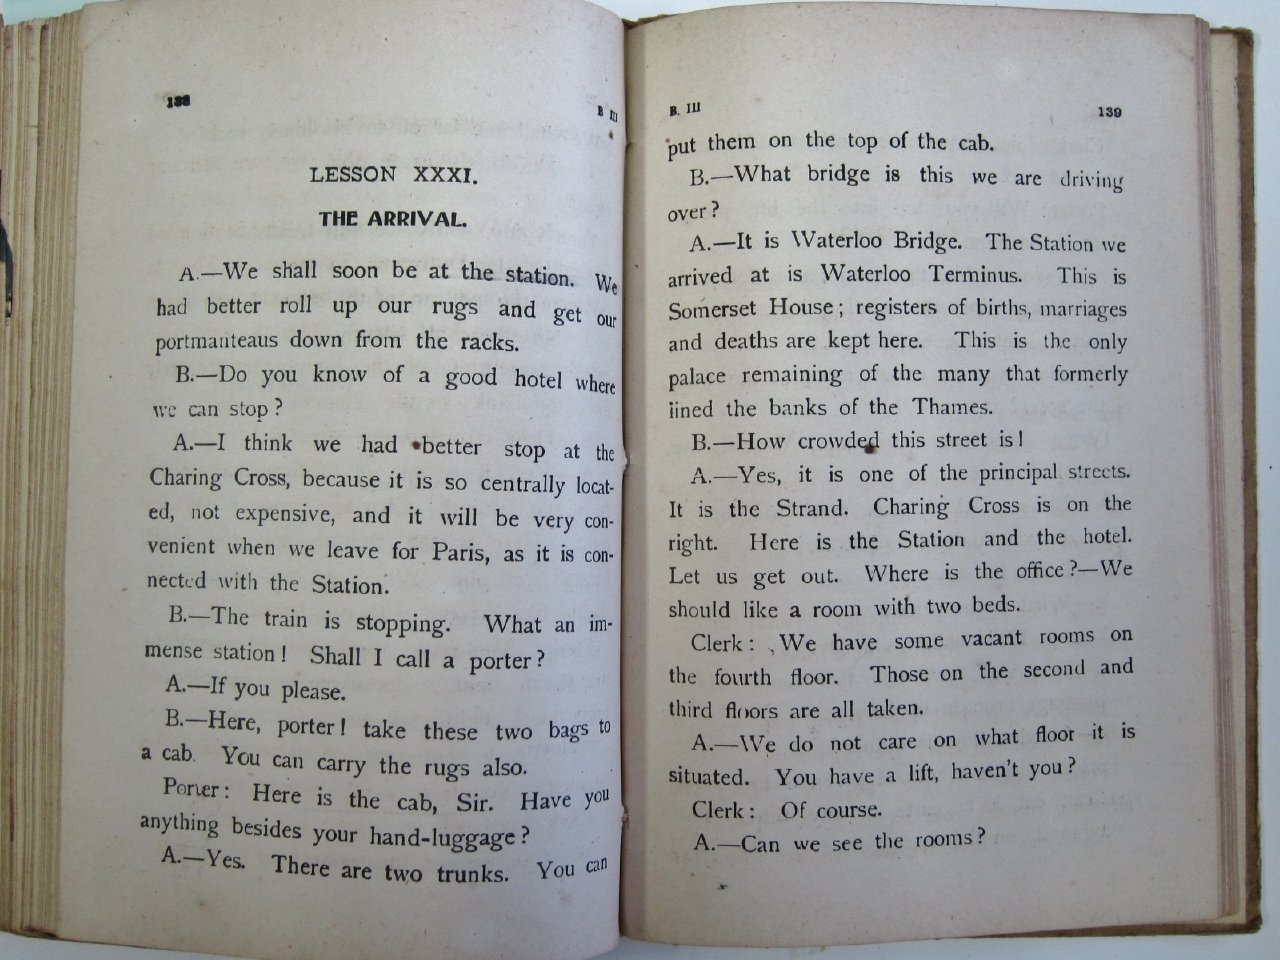 138
B III
LESSON XXXI.
THE ARRIVAL.
A.—We shall soon be at the station. We
had better roll up our rugs and get our
portmanteaus down from the racks.
B.—Do you know of a good hotel where
we can stop?
A.—I think we had better stop at the
Charing Cross, because it is so centrally locat-
ed, not expensive, and it will be very con-
venient when we leave for Paris, as it is con-
nected with the Station.
B.—The train is stopping. What an im-
mense station! Shall I call a porter?
A.—If you please.
B.—Here, porter! take these two bags to
a cab. You can carry the rugs also.
Porter: Here is the cab, Sir. Have you
anything besides your hand-luggage?
A.—Yes. There are two trunks. You can
B. III
139
put them on the top of the cab.
B.—What bridge is this we are driving
over?
A.—It is Waterloo Bridge. The Station we
arrived at is Waterloo Terminus. This is
Somerset House; registers of births, marriages
and deaths are kept here. This is the only
palace remaining of the many that formerly
lined the banks of the Thames.
B.—How crowded this street is!
A.—Yes, it is one of the principal streets.
It is the Strand. Charing Cross is on the
right. Here is the Station and the hotel.
Let us get out. Where is the office?—We
should like a room with two beds.
Clerk: We have some vacant rooms on
the fourth floor. Those on the second and
third floors are all taken.
A.—We do not care on what floor it is
situated. You have a lift, haven't you?
Clerk: Of course.
A.—Can we see the rooms?